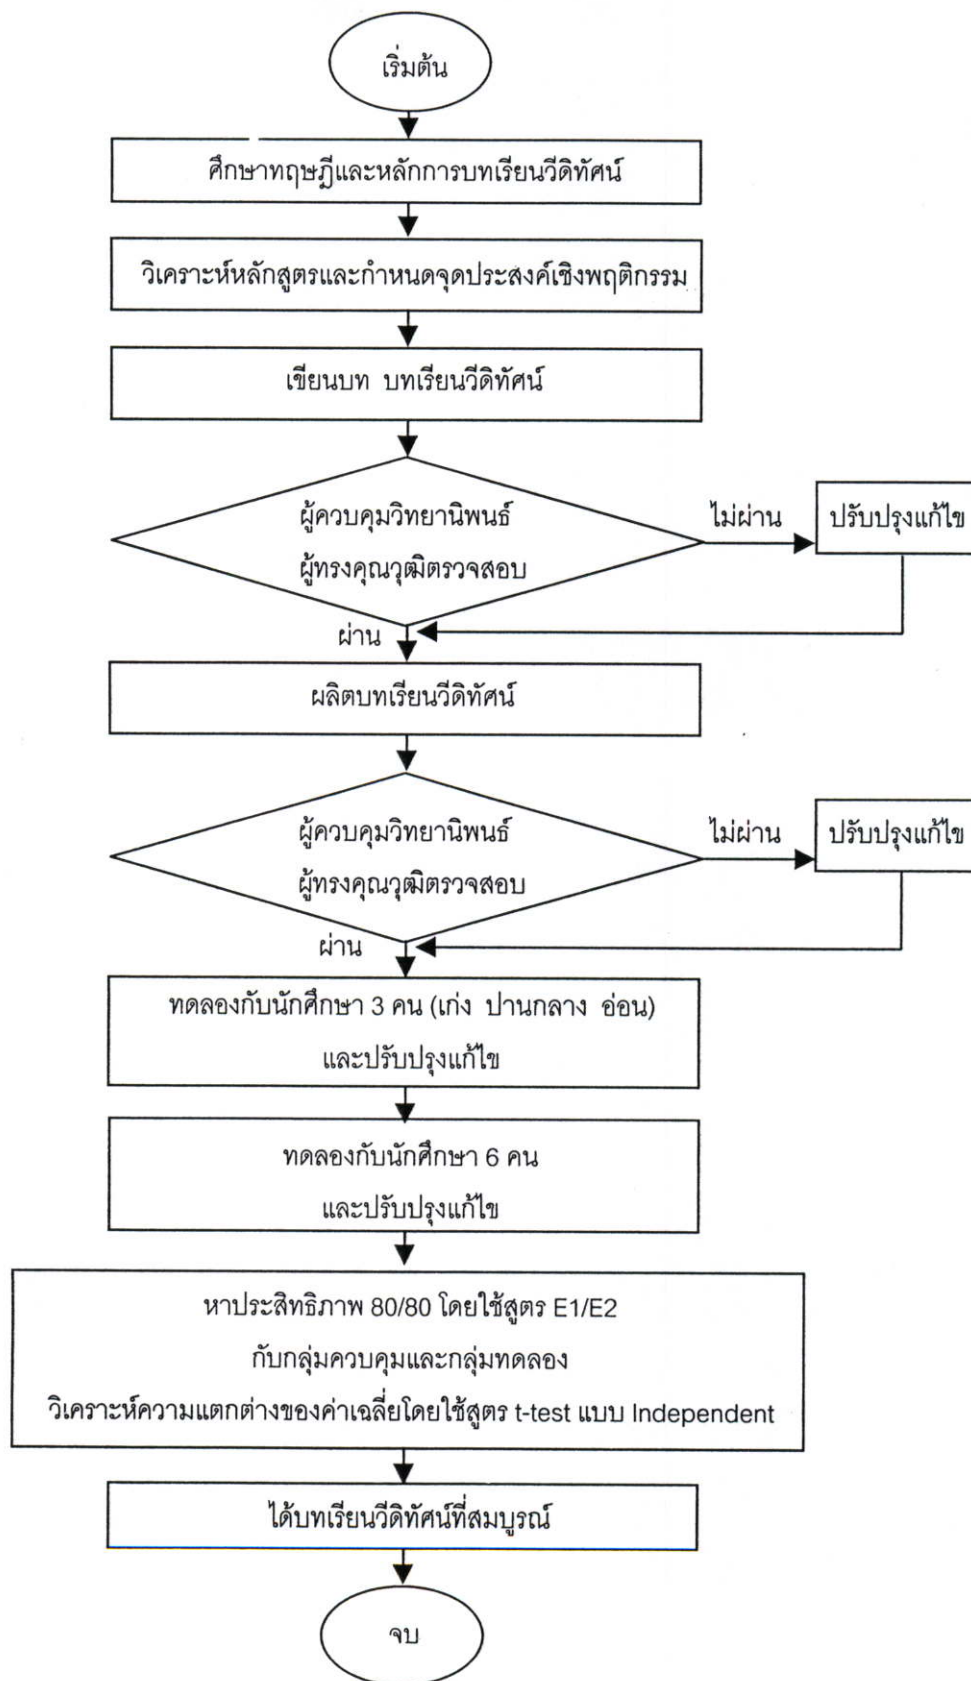 เริ่มต้น
ศึกษาทฤษฎีและหลักการบทเรียนวีดิทัศน์
วิเคราะห์หลักสูตรและกำหนดจุดประสงค์เชิงพฤติกรรม
เขียนบท บทเรียนวีดิทัศน์
ผู้ควบคุมวิทยานิพนธ์
ผู้ทรงคุณวุฒิตรวจสอบ
ไม่ผ่าน
ปรับปรุงแก้ไข
ผ่าน
ผลิตบทเรียนวีดิทัศน์
ผู้ควบคุมวิทยานิพนธ์
ผู้ทรงคุณวุฒิตรวจสอบ
ไม่ผ่าน
ปรับปรุงแก้ไข
ผ่าน
ทดลองกับนักศึกษา 3 คน (เก่ง ปานกลาง อ่อน)
และปรับปรุงแก้ไข
ทดลองกับนักศึกษา 6 คน
และปรับปรุงแก้ไข
หาประสิทธิภาพ 80/80 โดยใช้สูตร E1/E2
กับกลุ่มควบคุมและกลุ่มทดลอง
วิเคราะห์ความแตกต่างของค่าเฉลี่ยโดยใช้สูตร t-test แบบ Independent
ได้บทเรียนวีดิทัศน์ที่สมบูรณ์
จบ